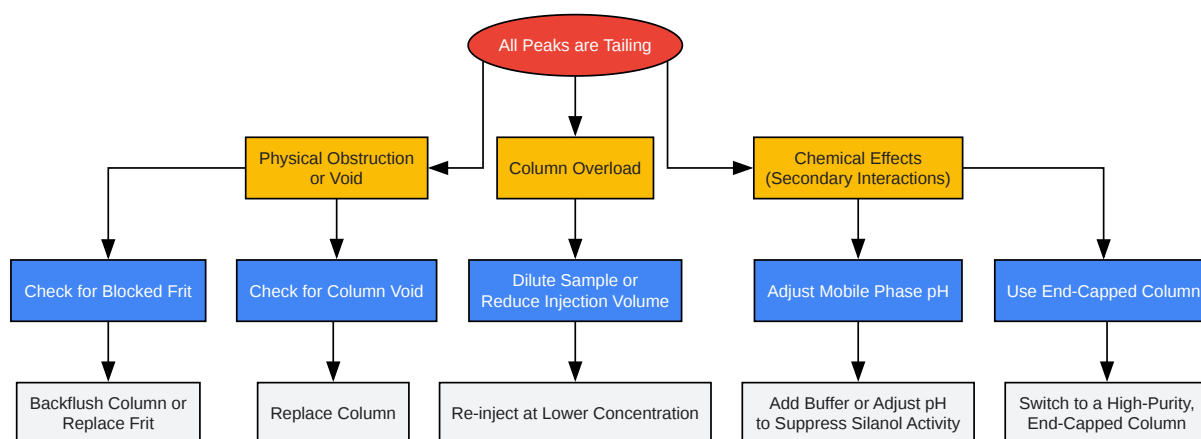 All Peaks are Tailing
Physical Obstruction
or Void
Column Overload
Chemical Effects
(Secondary Interactions)
Check for Blocked Frit
Check for Column Void
Dilute Sample or
Reduce Injection Volume
Adjust Mobile Phase pH
Use End-Capped Column
Backflush Column or
Replace Frit
Replace Column
Re-inject at Lower Concentration
Add Buffer or Adjust pH
to Suppress Silanol Activity
Switch to a High-Purity,
End-Capped Column